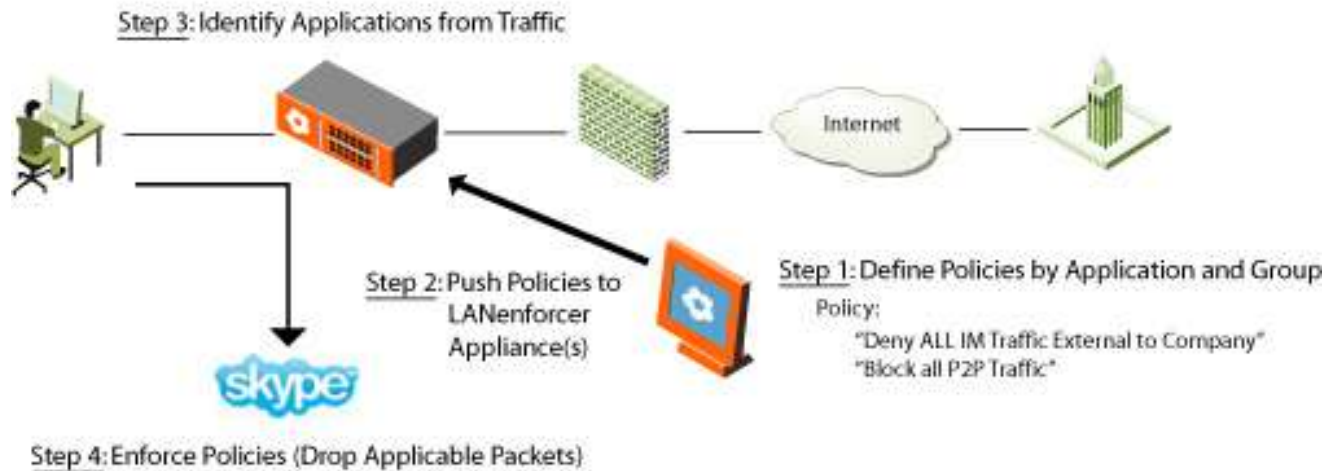 Step 3: Identify Applications from Traffic
Internet
Step 1: Define Policies by Application and Group
Policy:
"Deny ALL IM Traffic External to Company"
"Block all P2P Traffic"
Step 2: Push Policies to
LANenforcer
Appliance(s)
skype
Step 4: Enforce Policies (Drop Applicable Packets)